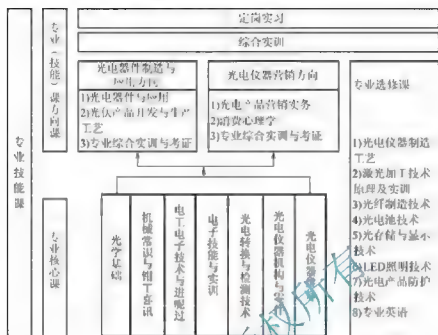 定岗实习
综合实训
专业技能课
专业（技能）课方向课
光电器件制造与
应用方向
1)光电器件与应用
2)光伏产品开发与生产
工艺
3)专业综合实训与考证
光电仪器营销方向
1)光电产品营销实务
2)消费心理学
3)专业综合实训与考证
专业选修课
1)光电仪器制造
工艺
2)激光加工技术
原理及实训
3)光纤制造技术
4)光电池技术
5)光存储与显示
技术
6)LED照明技术
7)光电产品防护
技术
8)专业英语
专业核心课
光学基础
机械常识与钳工
电工电子技术与
电子技能与实训
光电转换与检测技术
光电仪器机构与
光电仪器
权所有